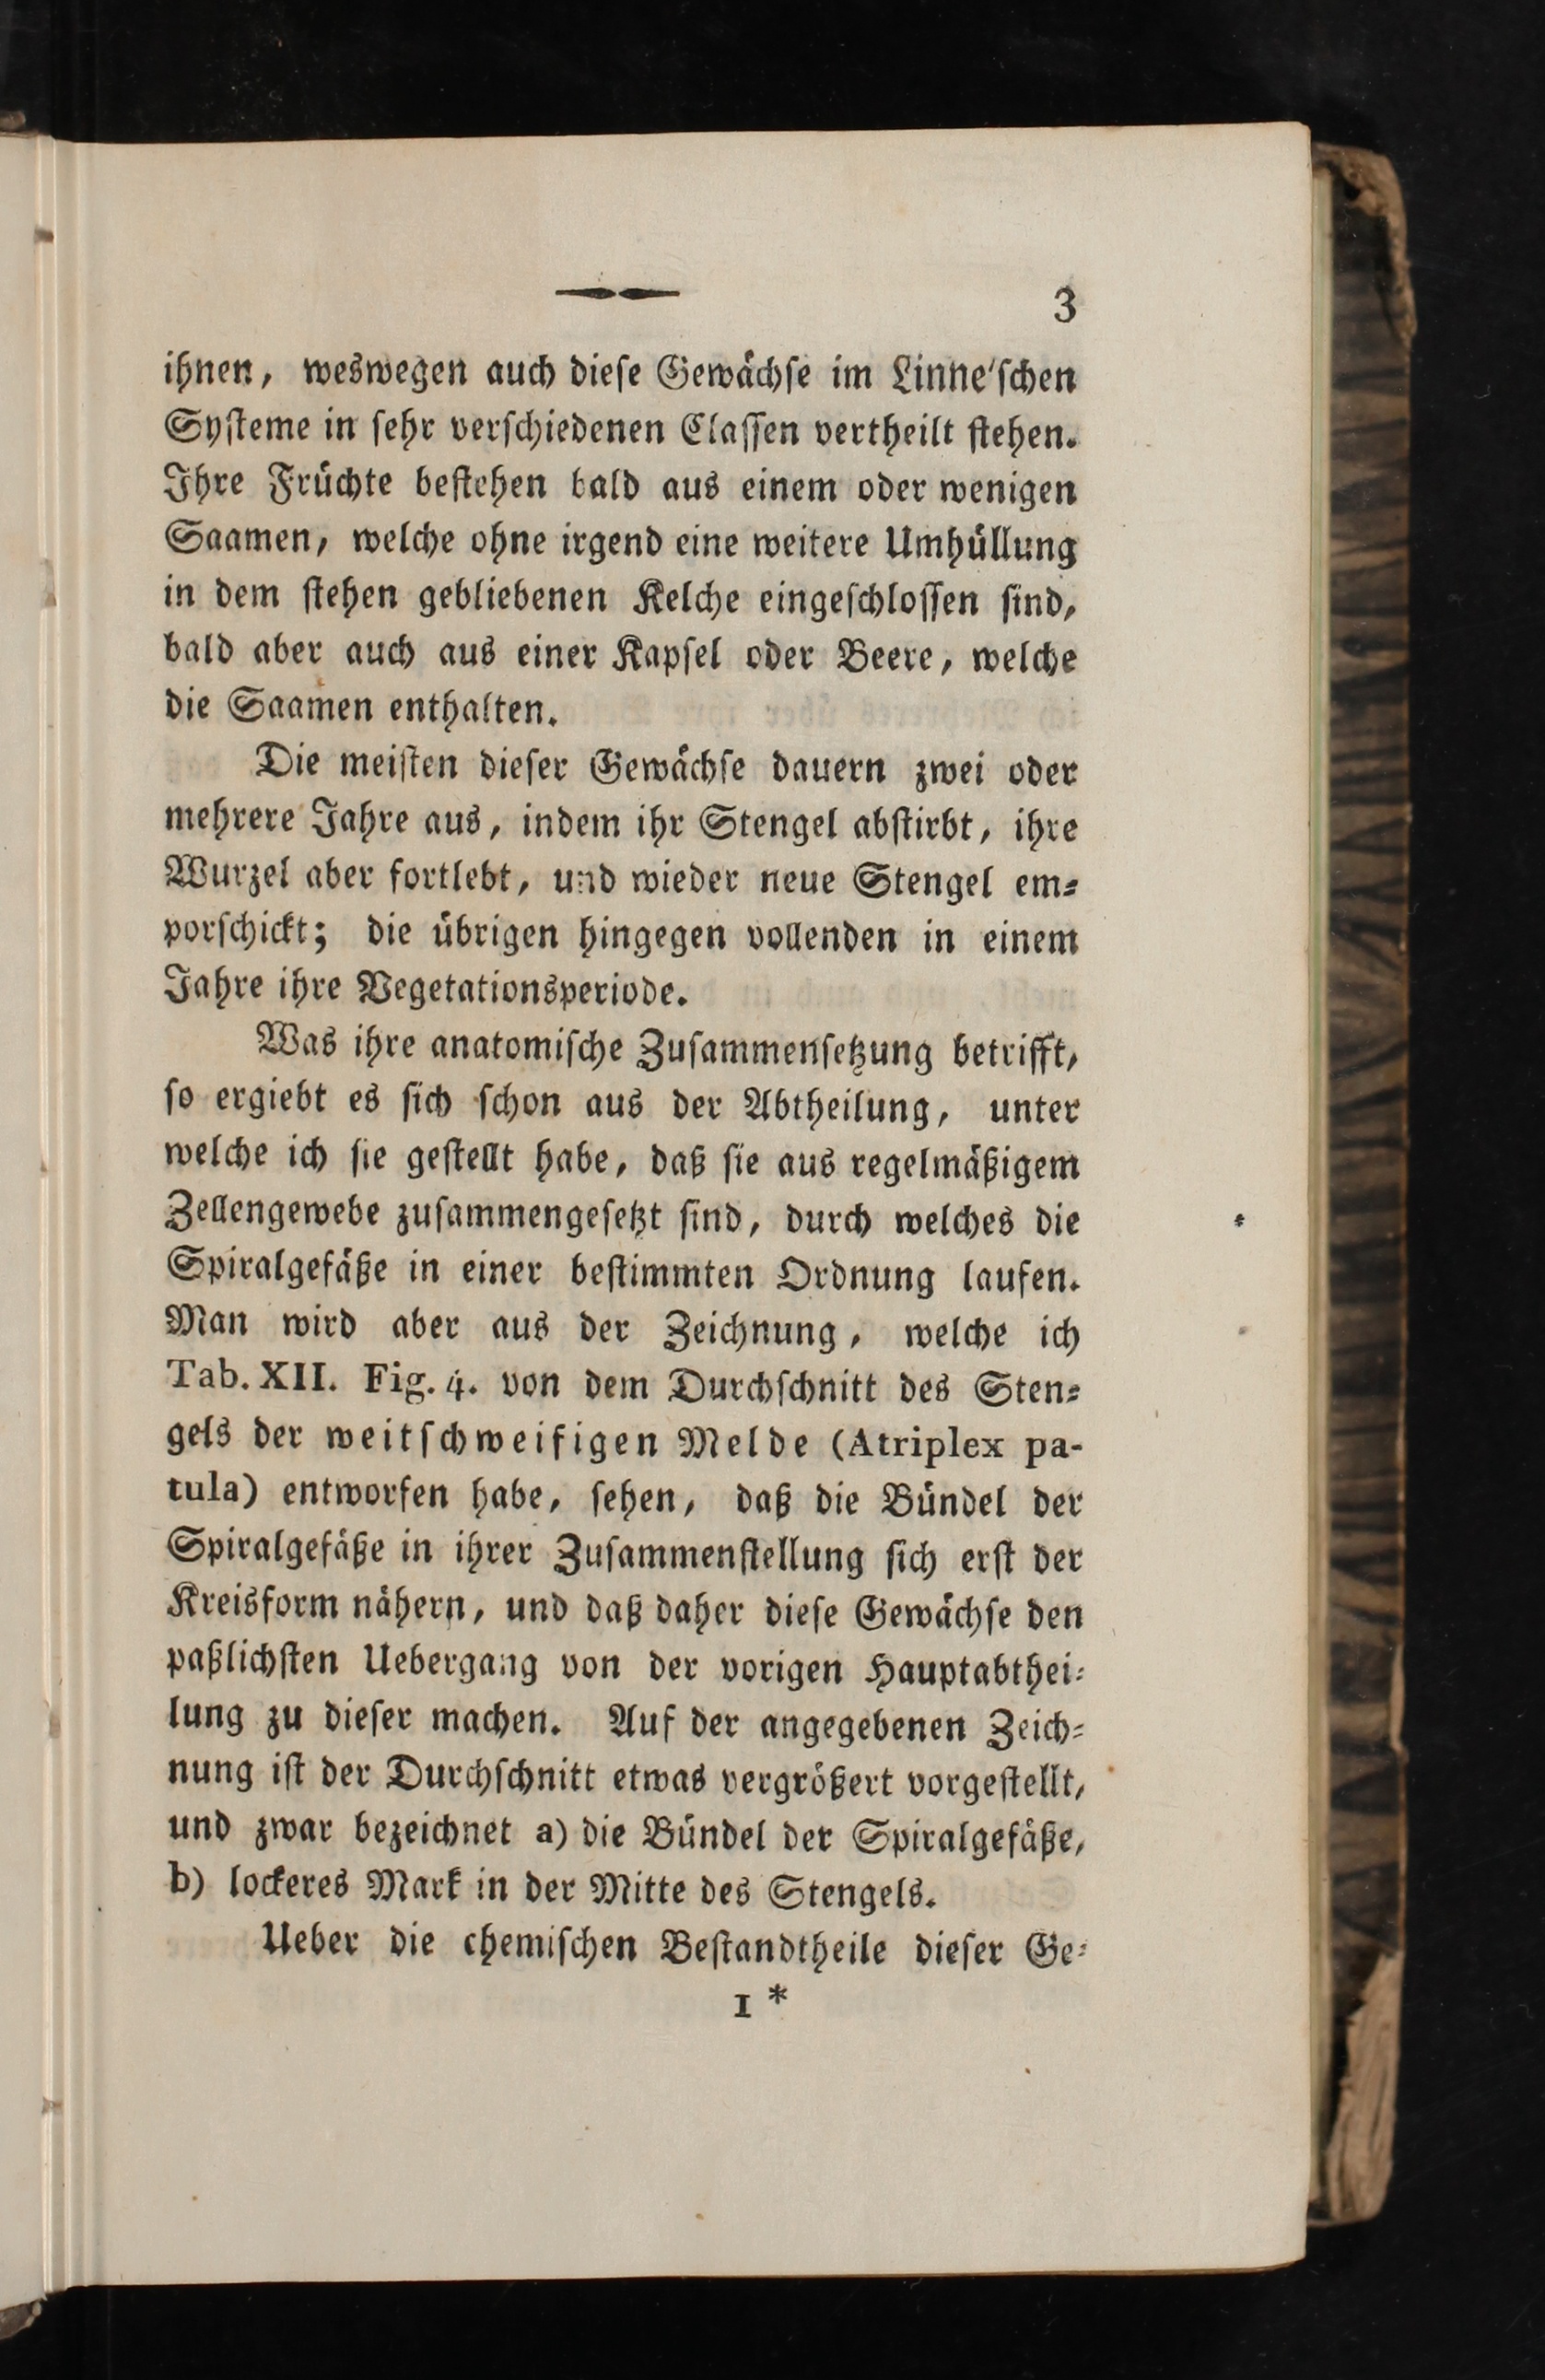 3
ihnen, weswegen auch dieſe Gewächſe im Linne'ſchen
Syſteme in ſehr verſchiedenen Claſſen vertheilt ſtehen.
Ihre Früchte beſtehen bald aus einem oder wenigen
Saamen, welche ohne irgend eine weitere Umhüllung
in dem ſtehen gebliebenen Kelche eingeſchloſſen ſind,
bald aber auch aus einer Kapſel oder Beere, welche
die Saamen enthalten.
Die meiſten dieſer Gewächſe dauern zwei oder
mehrere Jahre aus, indem ihr Stengel abſtirbt, ihre
Wurzel aber fortlebt, und wieder neue Stengel em⸗
porſchickt; die übrigen hingegen vollenden in einem
Jahre ihre Vegetationsperiode.
Was ihre anatomiſche Zuſammenſetzung betrifft,
ſo ergiebt es ſich ſchon aus der Abtheilung, unter
welche ich ſie geſtellt habe, daß ſie aus regelmäßigem
Zellengewebe zuſammengeſetzt ſind, durch welches die
Spiralgefäße in einer beſtimmten Ordnung laufen.
Man wird aber aus der Zeichnung, welche ich
Tab. XII. Fig. 4. von dem Durchſchnitt des Sten⸗
gels der weitſchweifigen Melde (Atriplex pa-
tula) entworfen habe, ſehen, daß die Bündel der
Spiralgefäße in ihrer Zuſammenſtellung ſich erſt der
Kreisform nähern, und daß daher dieſe Gewächſe den
paßlichſten Uebergang von der vorigen Hauptabthei⸗
lung zu dieſer machen. Auf der angegebenen Zeich⸗
nung iſt der Durchſchnitt etwas vergrößert vorgeſtellt,
und zwar bezeichnet a) die Bündel der Spiralgefäße,
b) lockeres Mark in der Mitte des Stengels.
Ueber die chemiſchen Beſtandtheile dieſer Ge⸗
1 *